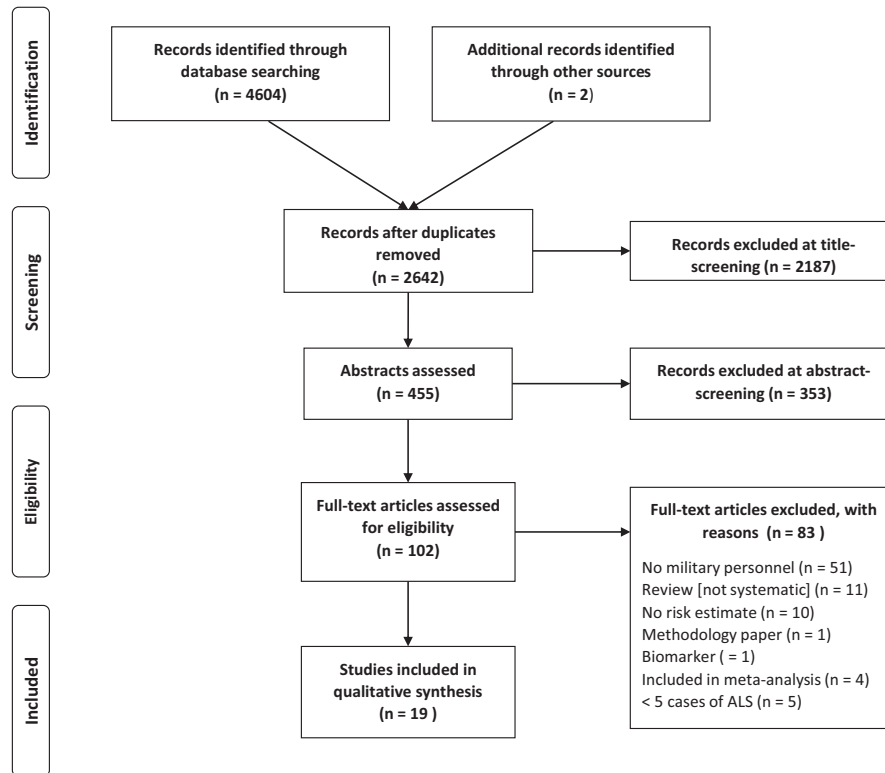 Identification
Records identified through
database searching
(n = 4604)
Additional records identified
through other sources
(n = 2)
Screening
Records after duplicates
removed
(n = 2642)
Records excluded at title-
screening (n = 2187)
Abstracts assessed
(n = 455)
Records excluded at abstract-
screening (n = 353)
Eligibility
Full-text articles assessed
for eligibility
(n = 102)
Full-text articles excluded, with
reasons (n = 83 )
No military personnel (n = 51)
Review [not systematic] (n = 11)
No risk estimate (n = 10)
Methodology paper (n = 1)
Biomarker ( = 1)
Included in meta-analysis (n = 4)
< 5 cases of ALS (n = 5)
Included
Studies included in
qualitative synthesis
(n = 19 )